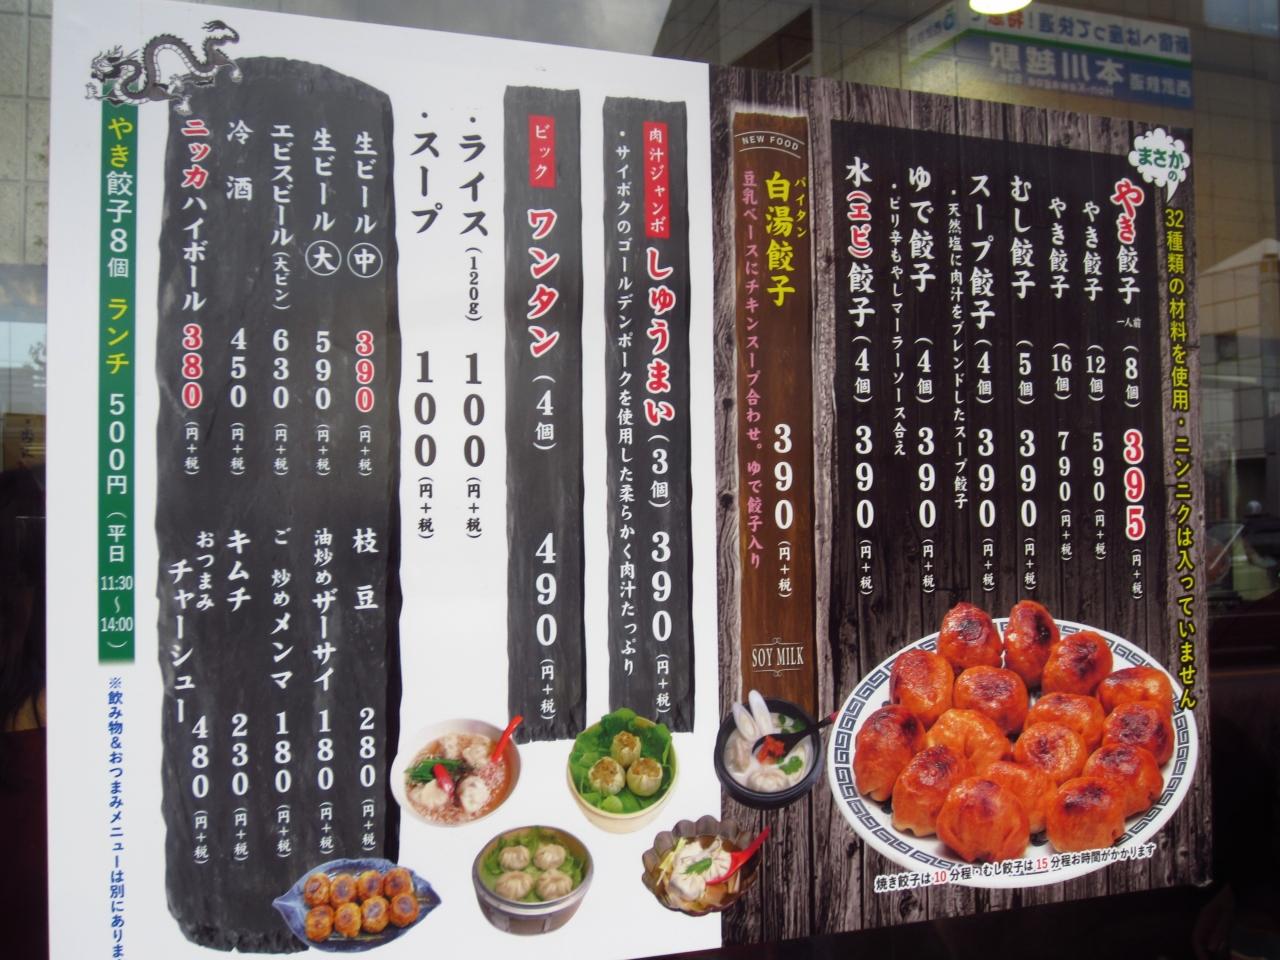 まさかの
32種類の材料を使用・ニンニクは入っていません
やき餃子 一人前 (8個) 395 (円+税)
やき餃子 (12個) 590 (円+税)
やき餃子 (16個) 790 (円+税)
むし餃子 (5個) 390 (円+税)
スープ餃子 (4個) 390 (円+税)
・天然塩に肉汁をブレンドしたスープ餃子
ゆで餃子 (4個) 390 (円+税)
・ピリ辛もやしマーラーソース合え
水(エビ)餃子 (4個) 390 (円+税)
焼き餃子は10分程・むし餃子は15分程お時間がかかります
NEW FOOD
パイタン
白湯餃子 390 (円+税)
豆乳ベースにチキンスープ合わせ。ゆで餃子入り
SOY MILK
肉汁ジャンボ しゅうまい (3個) 390 (円+税)
・サイボクのゴールデンポークを使用した柔らかく肉汁たっぷり
ビック ワンタン (4個) 490 (円+税)
・ライス (120g) 100 (円+税)
・スープ 100 (円+税)
生ビール 中 390 (円+税)
生ビール 大 590 (円+税)
エビスビール (大ビン) 630 (円+税)
冷酒 450 (円+税)
ニッカハイボール 380 (円+税)
枝豆 280 (円+税)
油炒めザーサイ 180 (円+税)
ご炒めメンマ 180 (円+税)
キムチ 230 (円+税)
おつまみ
チャーシュー 480 (円+税)
やき餃子8個 ランチ 500円 (平日 11:30〜14:00)
※飲み物&おつまみメニューは別にありま
本川越駅